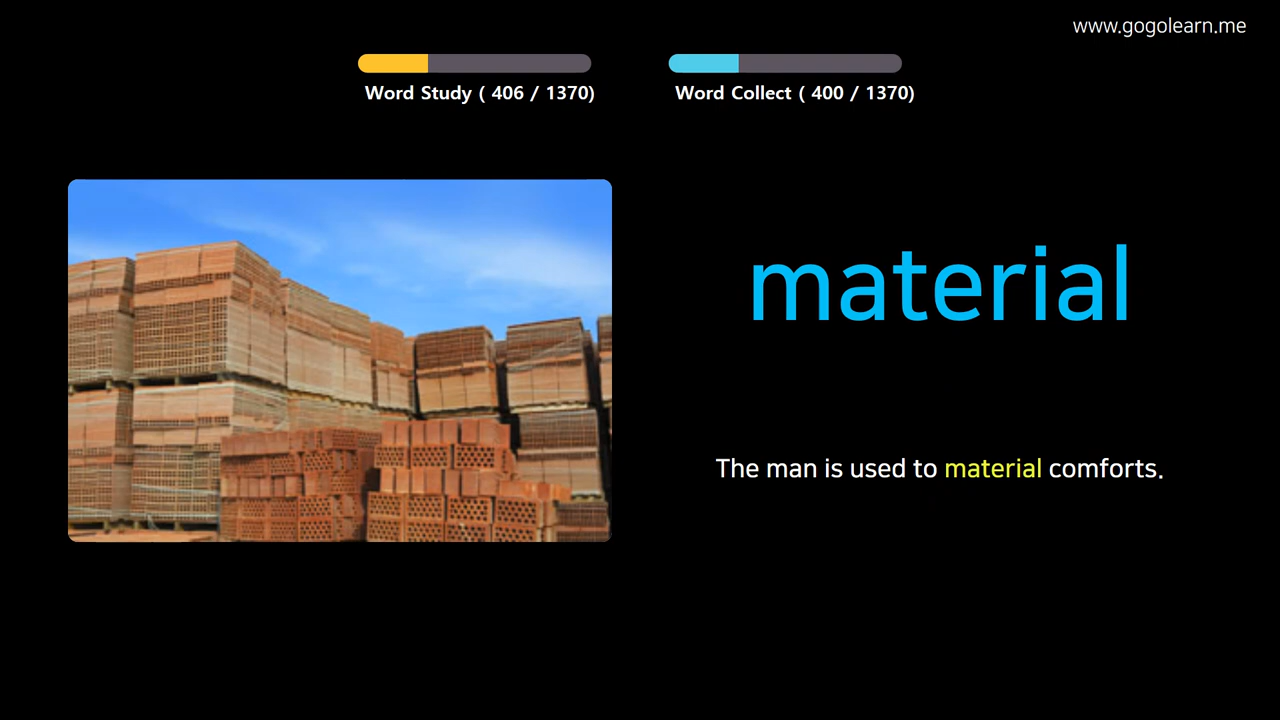 www.gogolearn.me
Word Study ( 406 / 1370)
Word Collect ( 400 / 1370)
material
The man is used to material comforts.